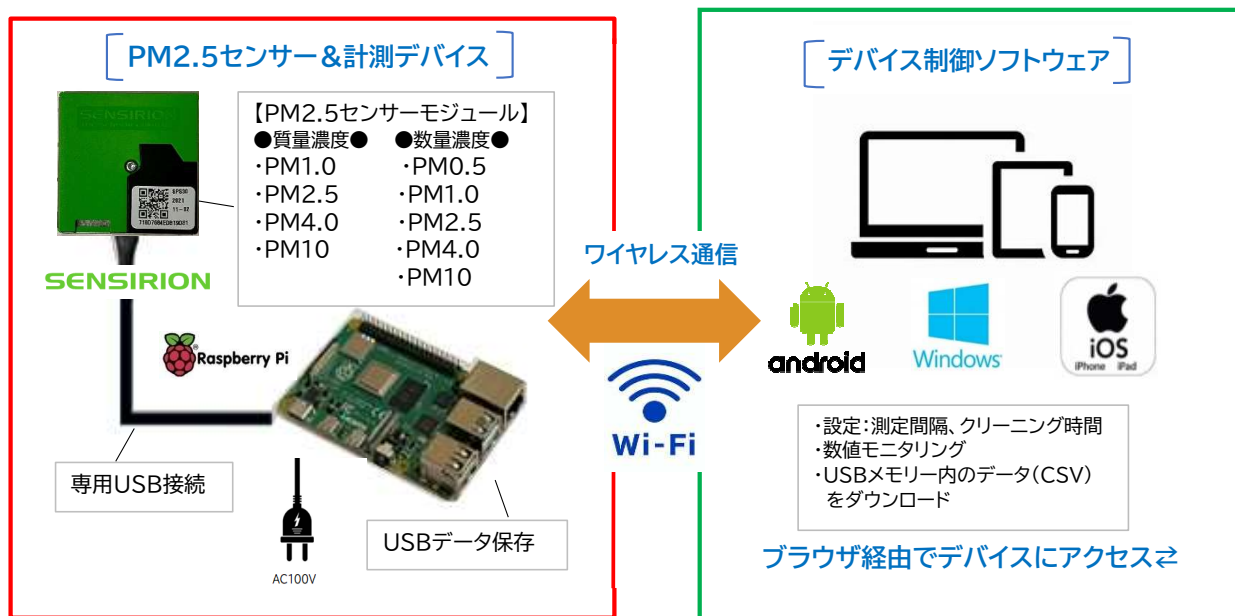 PM2.5センサー&計測デバイス
SENSIRION
SPS30
2021
11-02
【PM2.5センサーモジュール】
●質量濃度● ●数量濃度●
・PM1.0 ・PM0.5
・PM2.5 ・PM1.0
・PM4.0 ・PM2.5
・PM10 ・PM4.0
・PM10
SENSIRION
Raspberry Pi
専用USB接続
AC100V
USBデータ保存
ワイヤレス通信
Wi-Fi
デバイス制御ソフトウェア
android
Windows
iOS
iPhone iPad
・設定:測定間隔、クリーニング時間
・数値モニタリング
・USBメモリー内のデータ(CSV)
をダウンロード
ブラウザ経由でデバイスにアクセス⇄